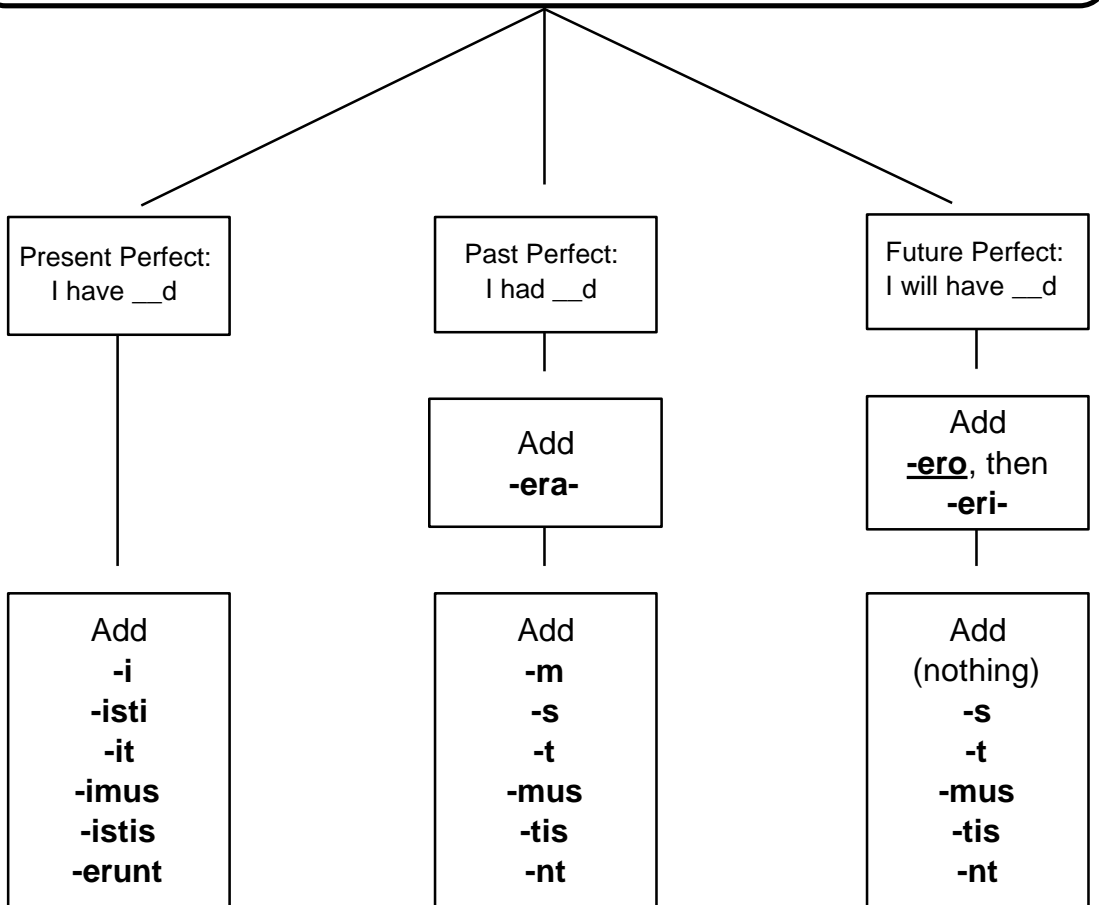 Present Perfect:
I have __d
Past Perfect:
I had __d
Future Perfect:
I will have __d
Add
-era-
Add
-ero, then
-eri-
Add
-i
-isti
-it
-imus
-istis
-erunt
Add
-m
-s
-t
-mus
-tis
-nt
Add
(nothing)
-s
-t
-mus
-tis
-nt